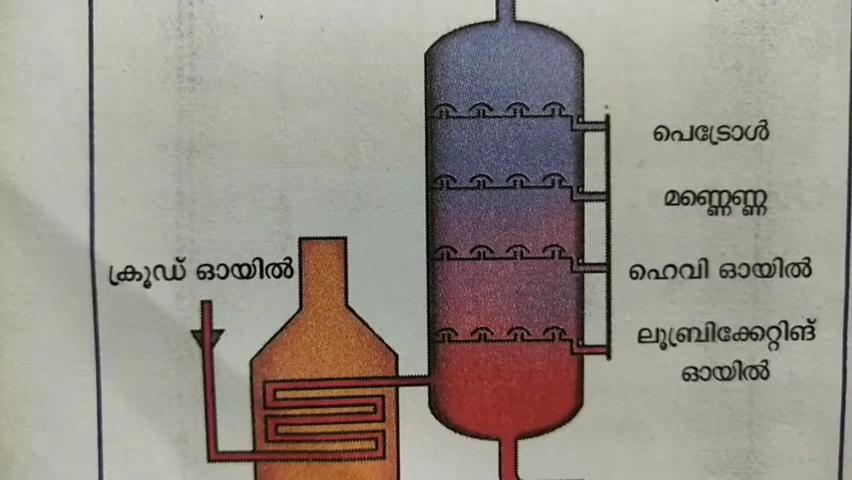 പെട്രോൾ
മണ്ണെണ്ണ
ക്രൂഡ് ഓയിൽ
ഹെവി ഓയിൽ
ലൂബ്രിക്കേറ്റിങ്
ഓയിൽ